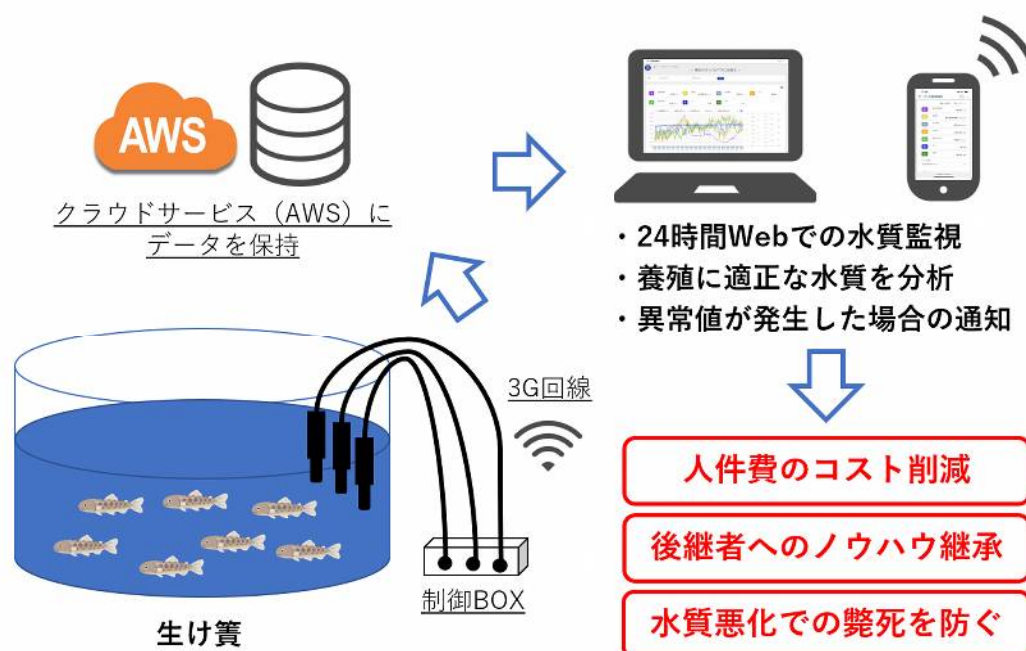 AWS
クラウドサービス（AWS）に
データを保持
・24時間Webでの水質監視
・養殖に適正な水質を分析
・異常値が発生した場合の通知
3G回線
制御BOX
生け簀
人件費のコスト削減
後継者へのノウハウ継承
水質悪化での斃死を防ぐ